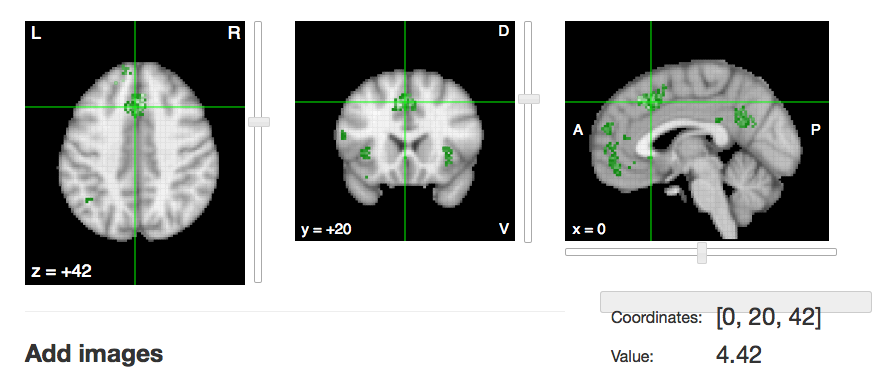 L R
D
A P
V
z = +42
y = +20
x = 0
Coordinates: [0, 20, 42]
Add images
Value: 4.42